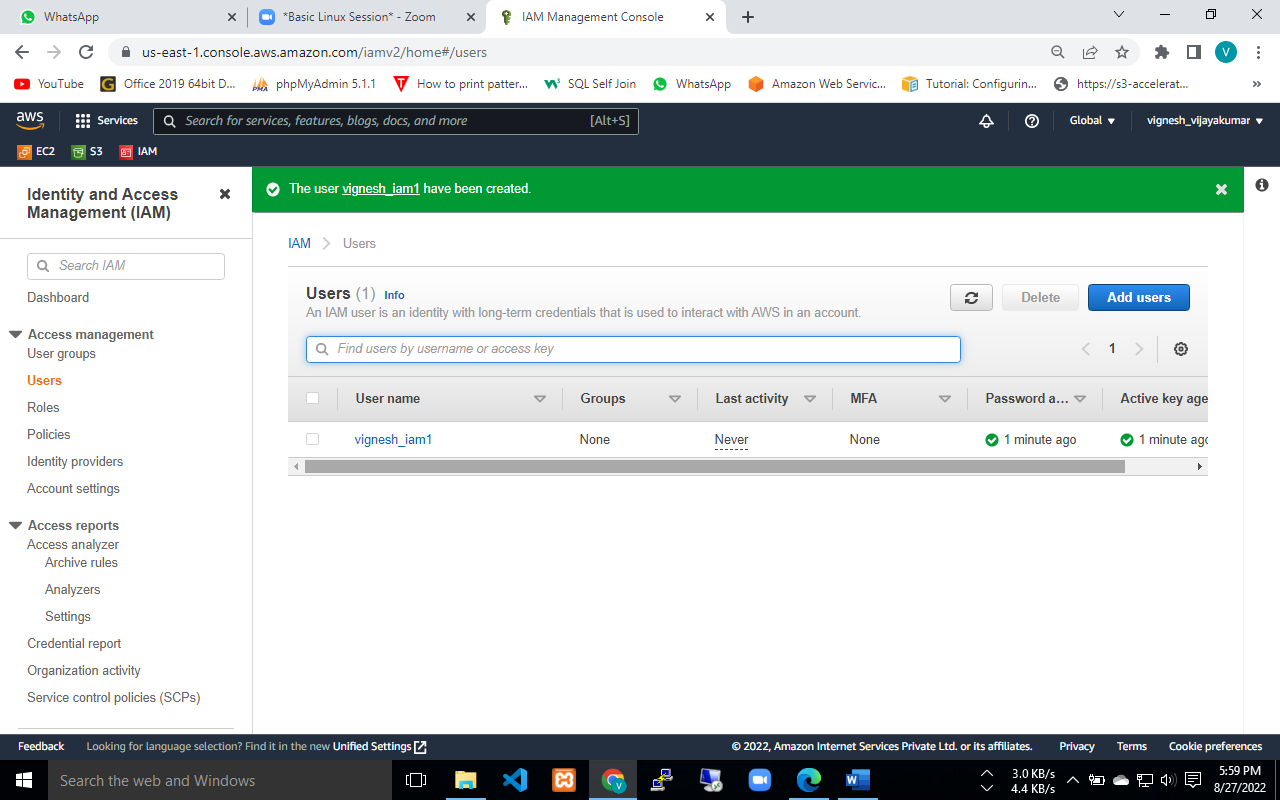 WhatsApp
*Basic Linux Session* - Zoom
IAM Management Console
us-east-1.console.aws.amazon.com/iamv2/home#/users
V
YouTube
Office 2019 64bit D...
phpMyAdmin 5.1.1
How to print patter...
SQL Self Join
WhatsApp
Amazon Web Servic...
Tutorial: Configurin...
https://s3-accelerat...
aws
Services
Search for services, features, blogs, docs, and more [Alt+S]
Global
vignesh_vijayakumar
EC2
S3
IAM
Identity and Access
Management (IAM)
Search IAM
Dashboard
Access management
User groups
Users
Roles
Policies
Identity providers
Account settings
Access reports
Access analyzer
Archive rules
Analyzers
Settings
Credential report
Organization activity
Service control policies (SCPs)
The user vignesh_iam1 have been created.
IAM > Users
Users (1) Info
An IAM user is an identity with long-term credentials that is used to interact with AWS in an account.
Delete
Add users
Find users by username or access key
1
User name Groups Last activity MFA Password a... Active key age
vignesh_iam1 None Never None 1 minute ago 1 minute ago
Feedback
Looking for language selection? Find it in the new Unified Settings
© 2022, Amazon Internet Services Private Ltd. or its affiliates.
Privacy
Terms
Cookie preferences
Search the web and Windows
3.0 KB/s
4.4 KB/s
5:59 PM
8/27/2022